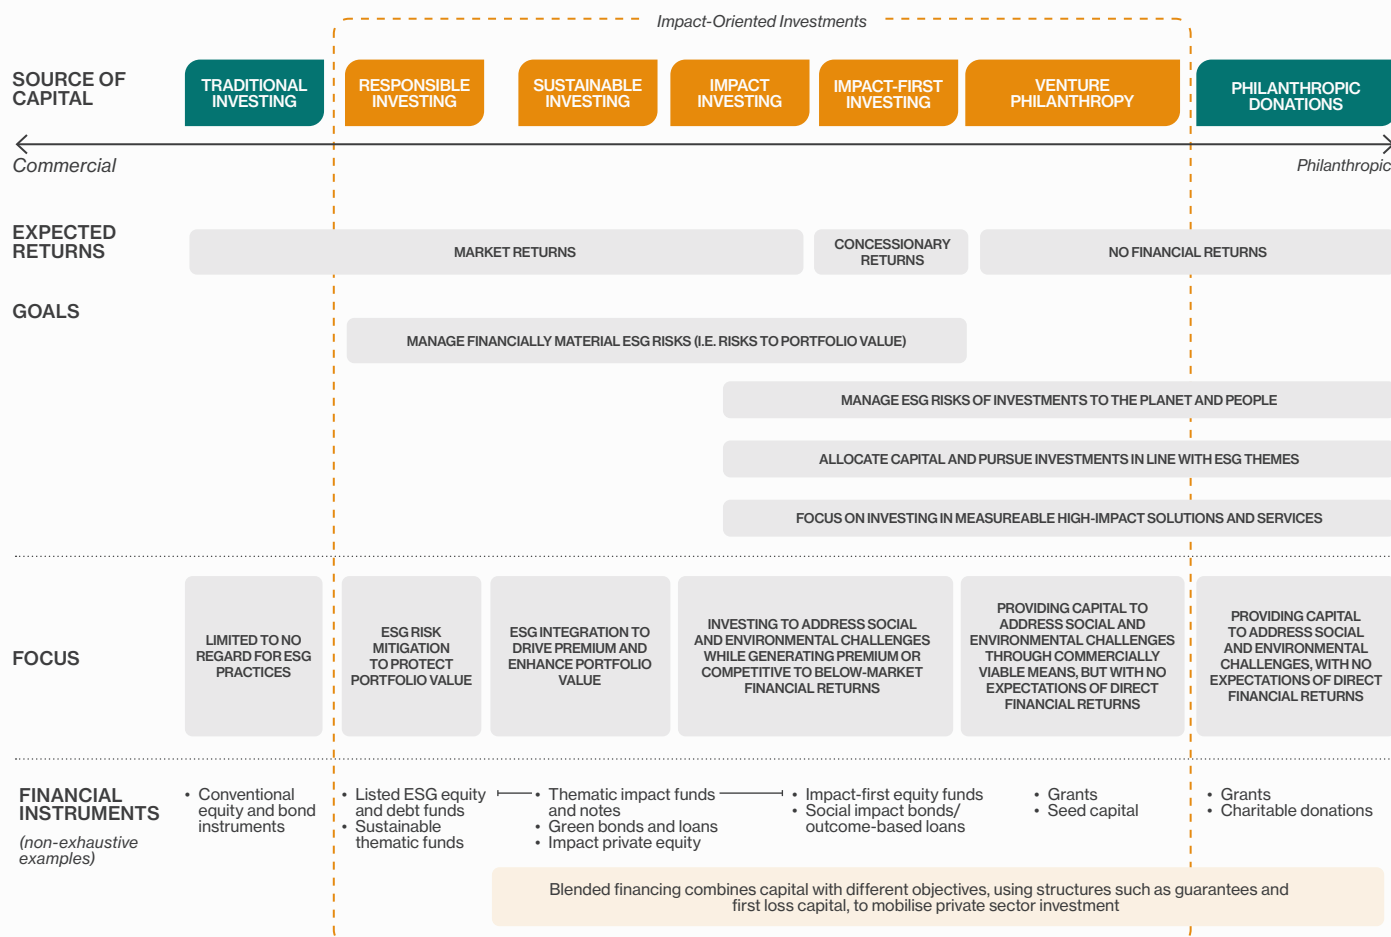 Impact-Oriented Investments
SOURCE OF
CAPITAL
TRADITIONAL
INVESTING
RESPONSIBLE
INVESTING
SUSTAINABLE
INVESTING
IMPACT
INVESTING
IMPACT-FIRST
INVESTING
VENTURE
PHILANTHROPY
PHILANTHROPIC
DONATIONS
Commercial
Philanthropic
EXPECTED
RETURNS
MARKET RETURNS
CONCESSIONARY
RETURNS
NO FINANCIAL RETURNS
GOALS
MANAGE FINANCIALLY MATERIAL ESG RISKS (I.E. RISKS TO PORTFOLIO VALUE)
MANAGE ESG RISKS OF INVESTMENTS TO THE PLANET AND PEOPLE
ALLOCATE CAPITAL AND PURSUE INVESTMENTS IN LINE WITH ESG THEMES
FOCUS ON INVESTING IN MEASUREABLE HIGH-IMPACT SOLUTIONS AND SERVICES
FOCUS
LIMITED TO NO
REGARD FOR ESG
PRACTICES
ESG RISK
MITIGATION
TO PROTECT
PORTFOLIO VALUE
ESG INTEGRATION TO
DRIVE PREMIUM AND
ENHANCE PORTFOLIO
VALUE
INVESTING TO ADDRESS SOCIAL
AND ENVIRONMENTAL CHALLENGES
WHILE GENERATING PREMIUM OR
COMPETITIVE TO BELOW-MARKET
FINANCIAL RETURNS
PROVIDING CAPITAL TO
ADDRESS SOCIAL AND
ENVIRONMENTAL CHALLENGES
THROUGH COMMERCIALLY
VIABLE MEANS, BUT WITH NO
EXPECTATIONS OF DIRECT
FINANCIAL RETURNS
PROVIDING CAPITAL
TO ADDRESS SOCIAL
AND ENVIRONMENTAL
CHALLENGES, WITH NO
EXPECTATIONS OF DIRECT
FINANCIAL RETURNS
FINANCIAL
INSTRUMENTS
(non-exhaustive
examples)
• Conventional
equity and bond
instruments
• Listed ESG equity
and debt funds
• Sustainable
thematic funds
• Thematic impact funds
and notes
• Green bonds and loans
• Impact private equity
• Impact-first equity funds
• Social impact bonds/
outcome-based loans
• Grants
• Seed capital
• Grants
• Charitable donations
Blended financing combines capital with different objectives, using structures such as guarantees and
first loss capital, to mobilise private sector investment